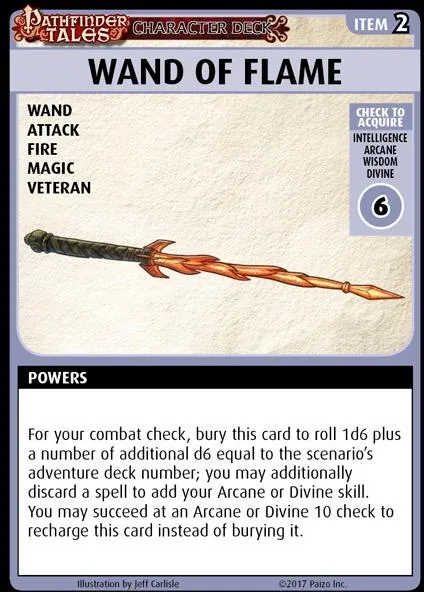 PATHFINDER
TALES
CHARACTER DECK
ITEM 2
WAND OF FLAME
WAND
ATTACK
FIRE
MAGIC
VETERAN
CHECK TO
ACQUIRE
INTELLIGENCE
ARCANE
WISDOM
DIVINE
6
POWERS
For your combat check, bury this card to roll 1d6 plus
a number of additional d6 equal to the scenario's
adventure deck number; you may additionally
discard a spell to add your Arcane or Divine skill.
You may succeed at an Arcane or Divine 10 check to
recharge this card instead of burying it.
Illustration by Jeff Carlisle
©2017 Paizo Inc.